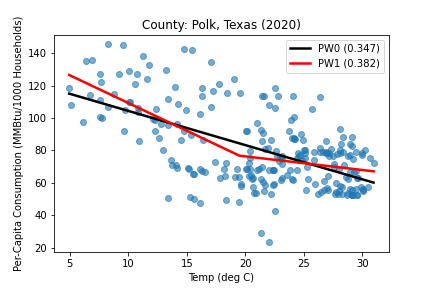 County: Polk, Texas (2020)
PW0 (0.347)
PW1 (0.382)
Per-Capita Consumption (MMBtu/1000 Households)
140
120
100
80
60
40
20
5 10 15 20 25 30
Temp (deg C)